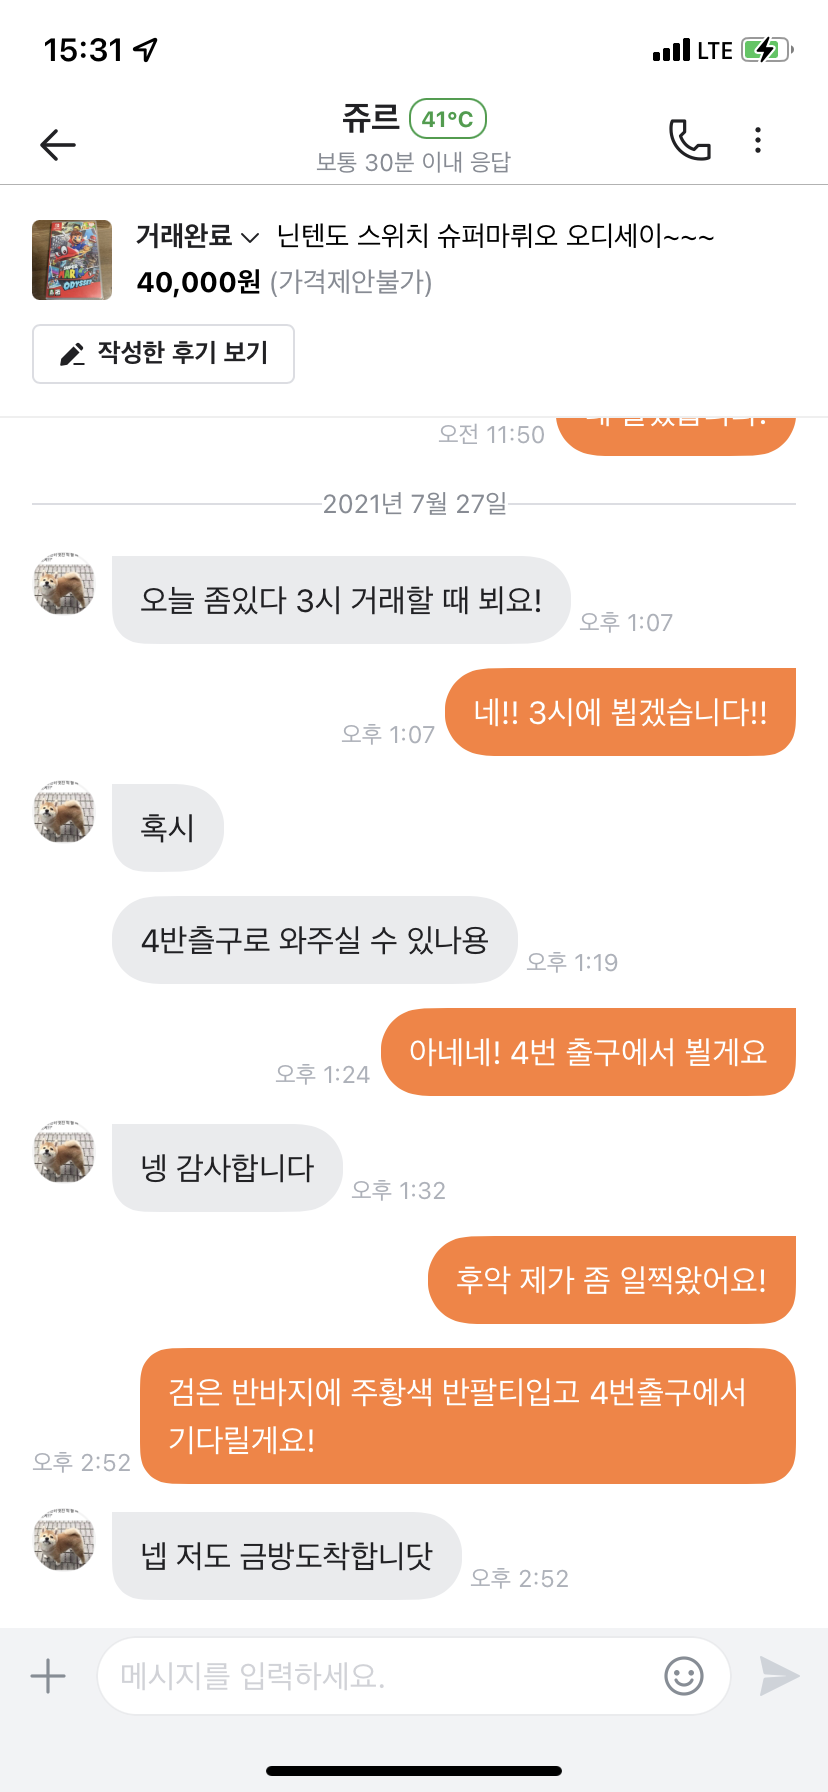 15:31
LTE
쥬르 41°C
보통 30분 이내 응답
거래완료 닌텐도 스위치 슈퍼마뤼오 오디세이~~~
40,000원 (가격제안불가)
작성한 후기 보기
오전 11:50
2021년 7월 27일
오늘 좀있다 3시 거래할 때 뵈요!
오후 1:07
네!! 3시에 뵙겠습니다!!
오후 1:07
혹시
4반츨구로 와주실 수 있나용
오후 1:19
아네네! 4번 출구에서 뵐게요
오후 1:24
넹 감사합니다
오후 1:32
후악 제가 좀 일찍왔어요!
검은 반바지에 주황색 반팔티입고 4번출구에서
기다릴게요!
오후 2:52
넵 저도 금방도착합니닷
오후 2:52
메시지를 입력하세요.